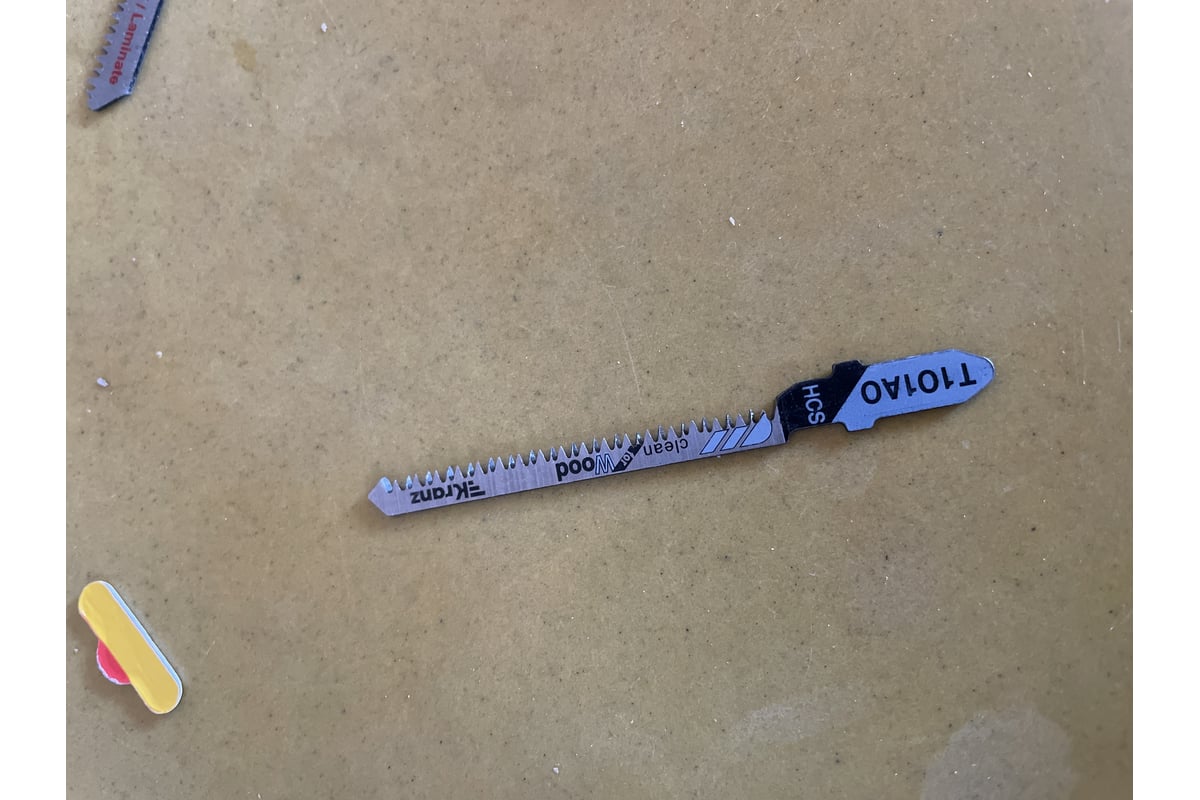 / Laminate
T101AO
HCS
clean
for Wood
Kranz